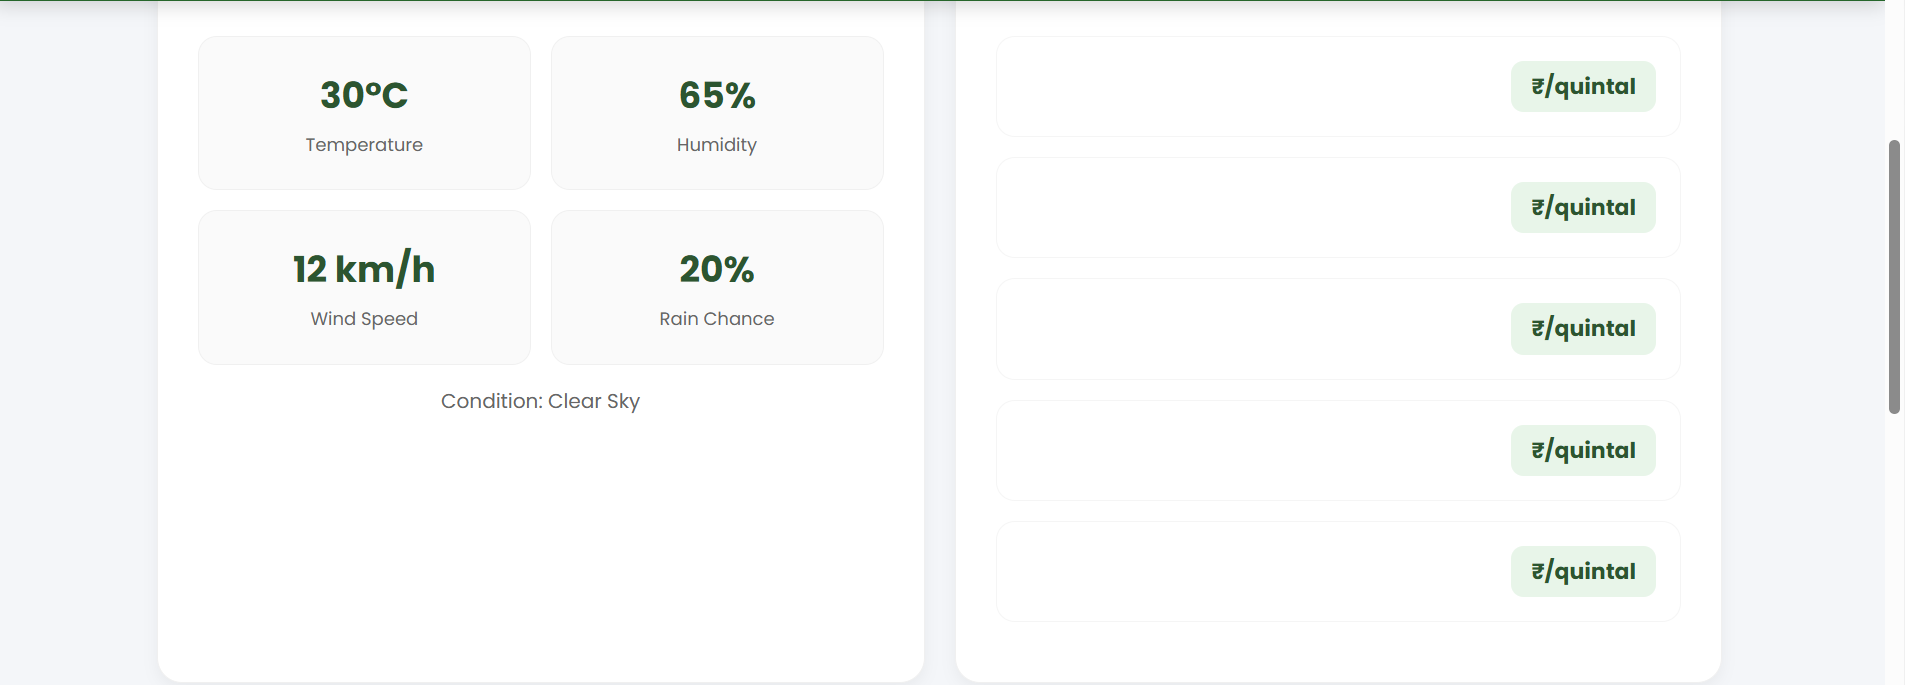 30°C
Temperature
65%
Humidity
12 km/h
Wind Speed
20%
Rain Chance
Condition: Clear Sky
₹/quintal
₹/quintal
₹/quintal
₹/quintal
₹/quintal